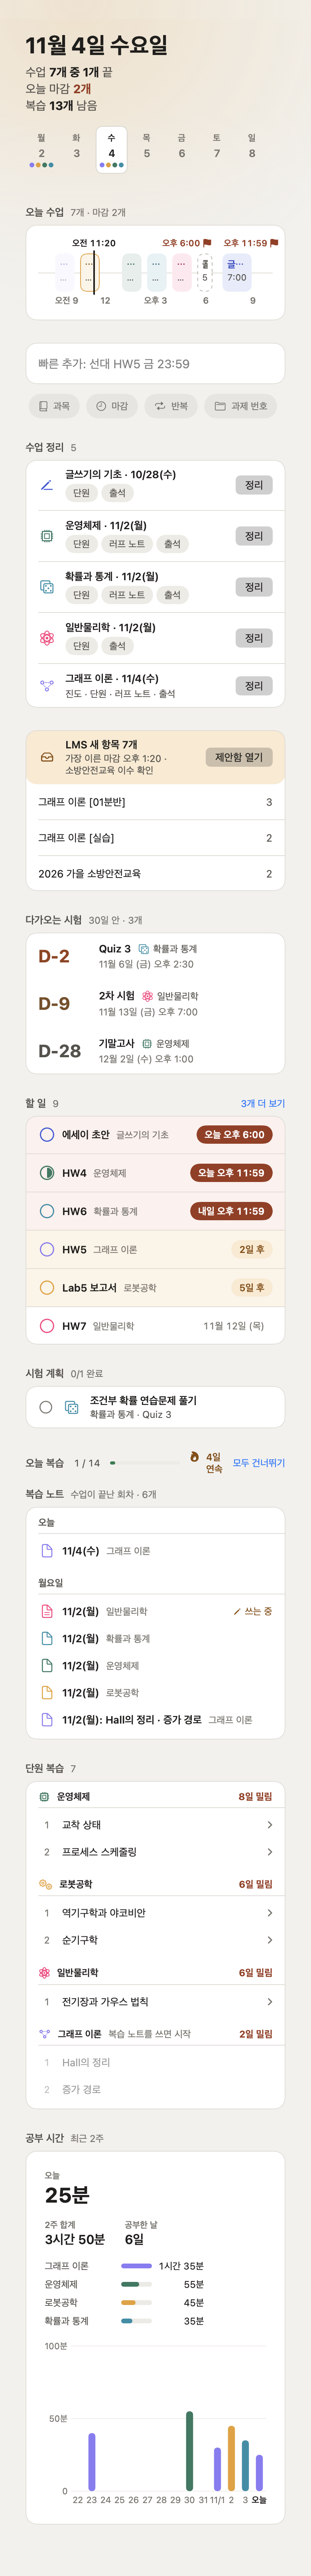 11월 4일 수요일
수업 7개 중 1개 끝
오늘 마감 2개
복습 13개 남음
월 화 수 목 금 토 일
2 3 4 5 6 7 8
오늘 수업 7개 · 마감 2개
오전 11:20 오후 6:00 오후 11:59
글…
5 7:00
오전 9 12 오후 3 6 9
빠른 추가: 선대 HW5 금 23:59
과목 마감 반복 과제 번호
수업 정리 5
글쓰기의 기초 · 10/28(수)
단원 출석
정리
운영체제 · 11/2(월)
단원 러프 노트 출석
정리
확률과 통계 · 11/2(월)
단원 러프 노트 출석
정리
일반물리학 · 11/2(월)
단원 출석
정리
그래프 이론 · 11/4(수)
진도 · 단원 · 러프 노트 · 출석
정리
LMS 새 항목 7개
가장 이른 마감 오후 1:20 ·
소방안전교육 이수 확인
제안함 열기
그래프 이론 [01분반] 3
그래프 이론 [실습] 2
2026 가을 소방안전교육 2
다가오는 시험 30일 안 · 3개
D-2 Quiz 3 확률과 통계
11월 6일 (금) 오후 2:30
D-9 2차 시험 일반물리학
11월 13일 (금) 오후 7:00
D-28 기말고사 운영체제
12월 2일 (수) 오후 1:00
할 일 9 3개 더 보기
에세이 초안 글쓰기의 기초 오늘 오후 6:00
HW4 운영체제 오늘 오후 11:59
HW6 확률과 통계 내일 오후 11:59
HW5 그래프 이론 2일 후
Lab5 보고서 로봇공학 5일 후
HW7 일반물리학 11월 12일 (목)
시험 계획 0/1 완료
조건부 확률 연습문제 풀기
확률과 통계 · Quiz 3
오늘 복습 1 / 14 4일 연속 모두 건너뛰기
복습 노트 수업이 끝난 회차 · 6개
오늘
11/4(수) 그래프 이론
월요일
11/2(월) 일반물리학 쓰는 중
11/2(월) 확률과 통계
11/2(월) 운영체제
11/2(월) 로봇공학
11/2(월): Hall의 정리 · 증가 경로 그래프 이론
단원 복습 7
운영체제 8일 밀림
1 교착 상태
2 프로세스 스케줄링
로봇공학 6일 밀림
1 역기구학과 야코비안
2 순기구학
일반물리학 6일 밀림
1 전기장과 가우스 법칙
그래프 이론 복습 노트를 쓰면 시작 2일 밀림
1 Hall의 정리
2 증가 경로
공부 시간 최근 2주
오늘
25분
2주 합계 공부한 날
3시간 50분 6일
그래프 이론 1시간 35분
운영체제 55분
로봇공학 45분
확률과 통계 35분
100분
50분
0
22 23 24 25 26 27 28 29 30 31 11/1 2 3 오늘